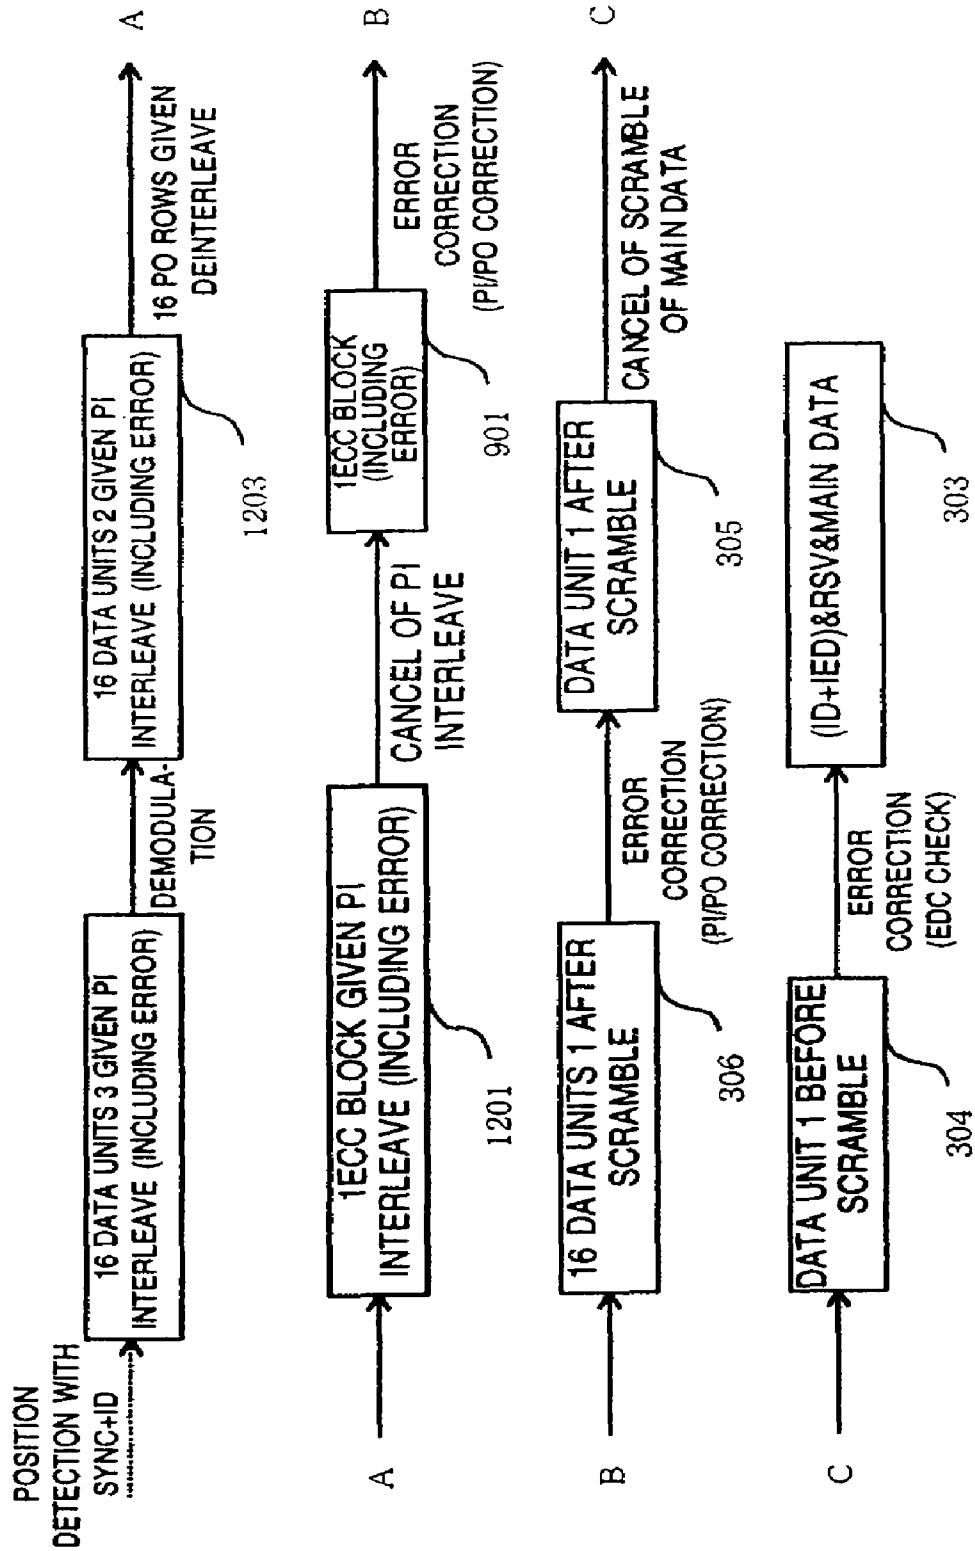 POSITION
DETECTION WITH
SYNC+ID
16 DATA UNITS 3 GIVEN PI
INTERLEAVE (INCLUDING ERROR)
DEMODULA-
TION
16 DATA UNITS 2 GIVEN PI
INTERLEAVE (INCLUDING ERROR)
1203
16 PO ROWS GIVEN
DEINTERLEAVE
A
A
1ECC BLOCK GIVEN PI
INTERLEAVE (INCLUDING ERROR)
1201
CANCEL OF PI
INTERLEAVE
1ECC BLOCK
(INCLUDING
ERROR)
901
ERROR
CORRECTION
(PI/PO CORRECTION)
B
B
16 DATA UNITS 1 AFTER
SCRAMBLE
306
ERROR
CORRECTION
(PI/PO CORRECTION)
DATA UNIT 1 AFTER
SCRAMBLE
305
CANCEL OF SCRAMBLE
OF MAIN DATA
C
C
DATA UNIT 1 BEFORE
SCRAMBLE
304
ERROR
CORRECTION
(EDC CHECK)
(ID+IED)&RSV&MAIN DATA
303